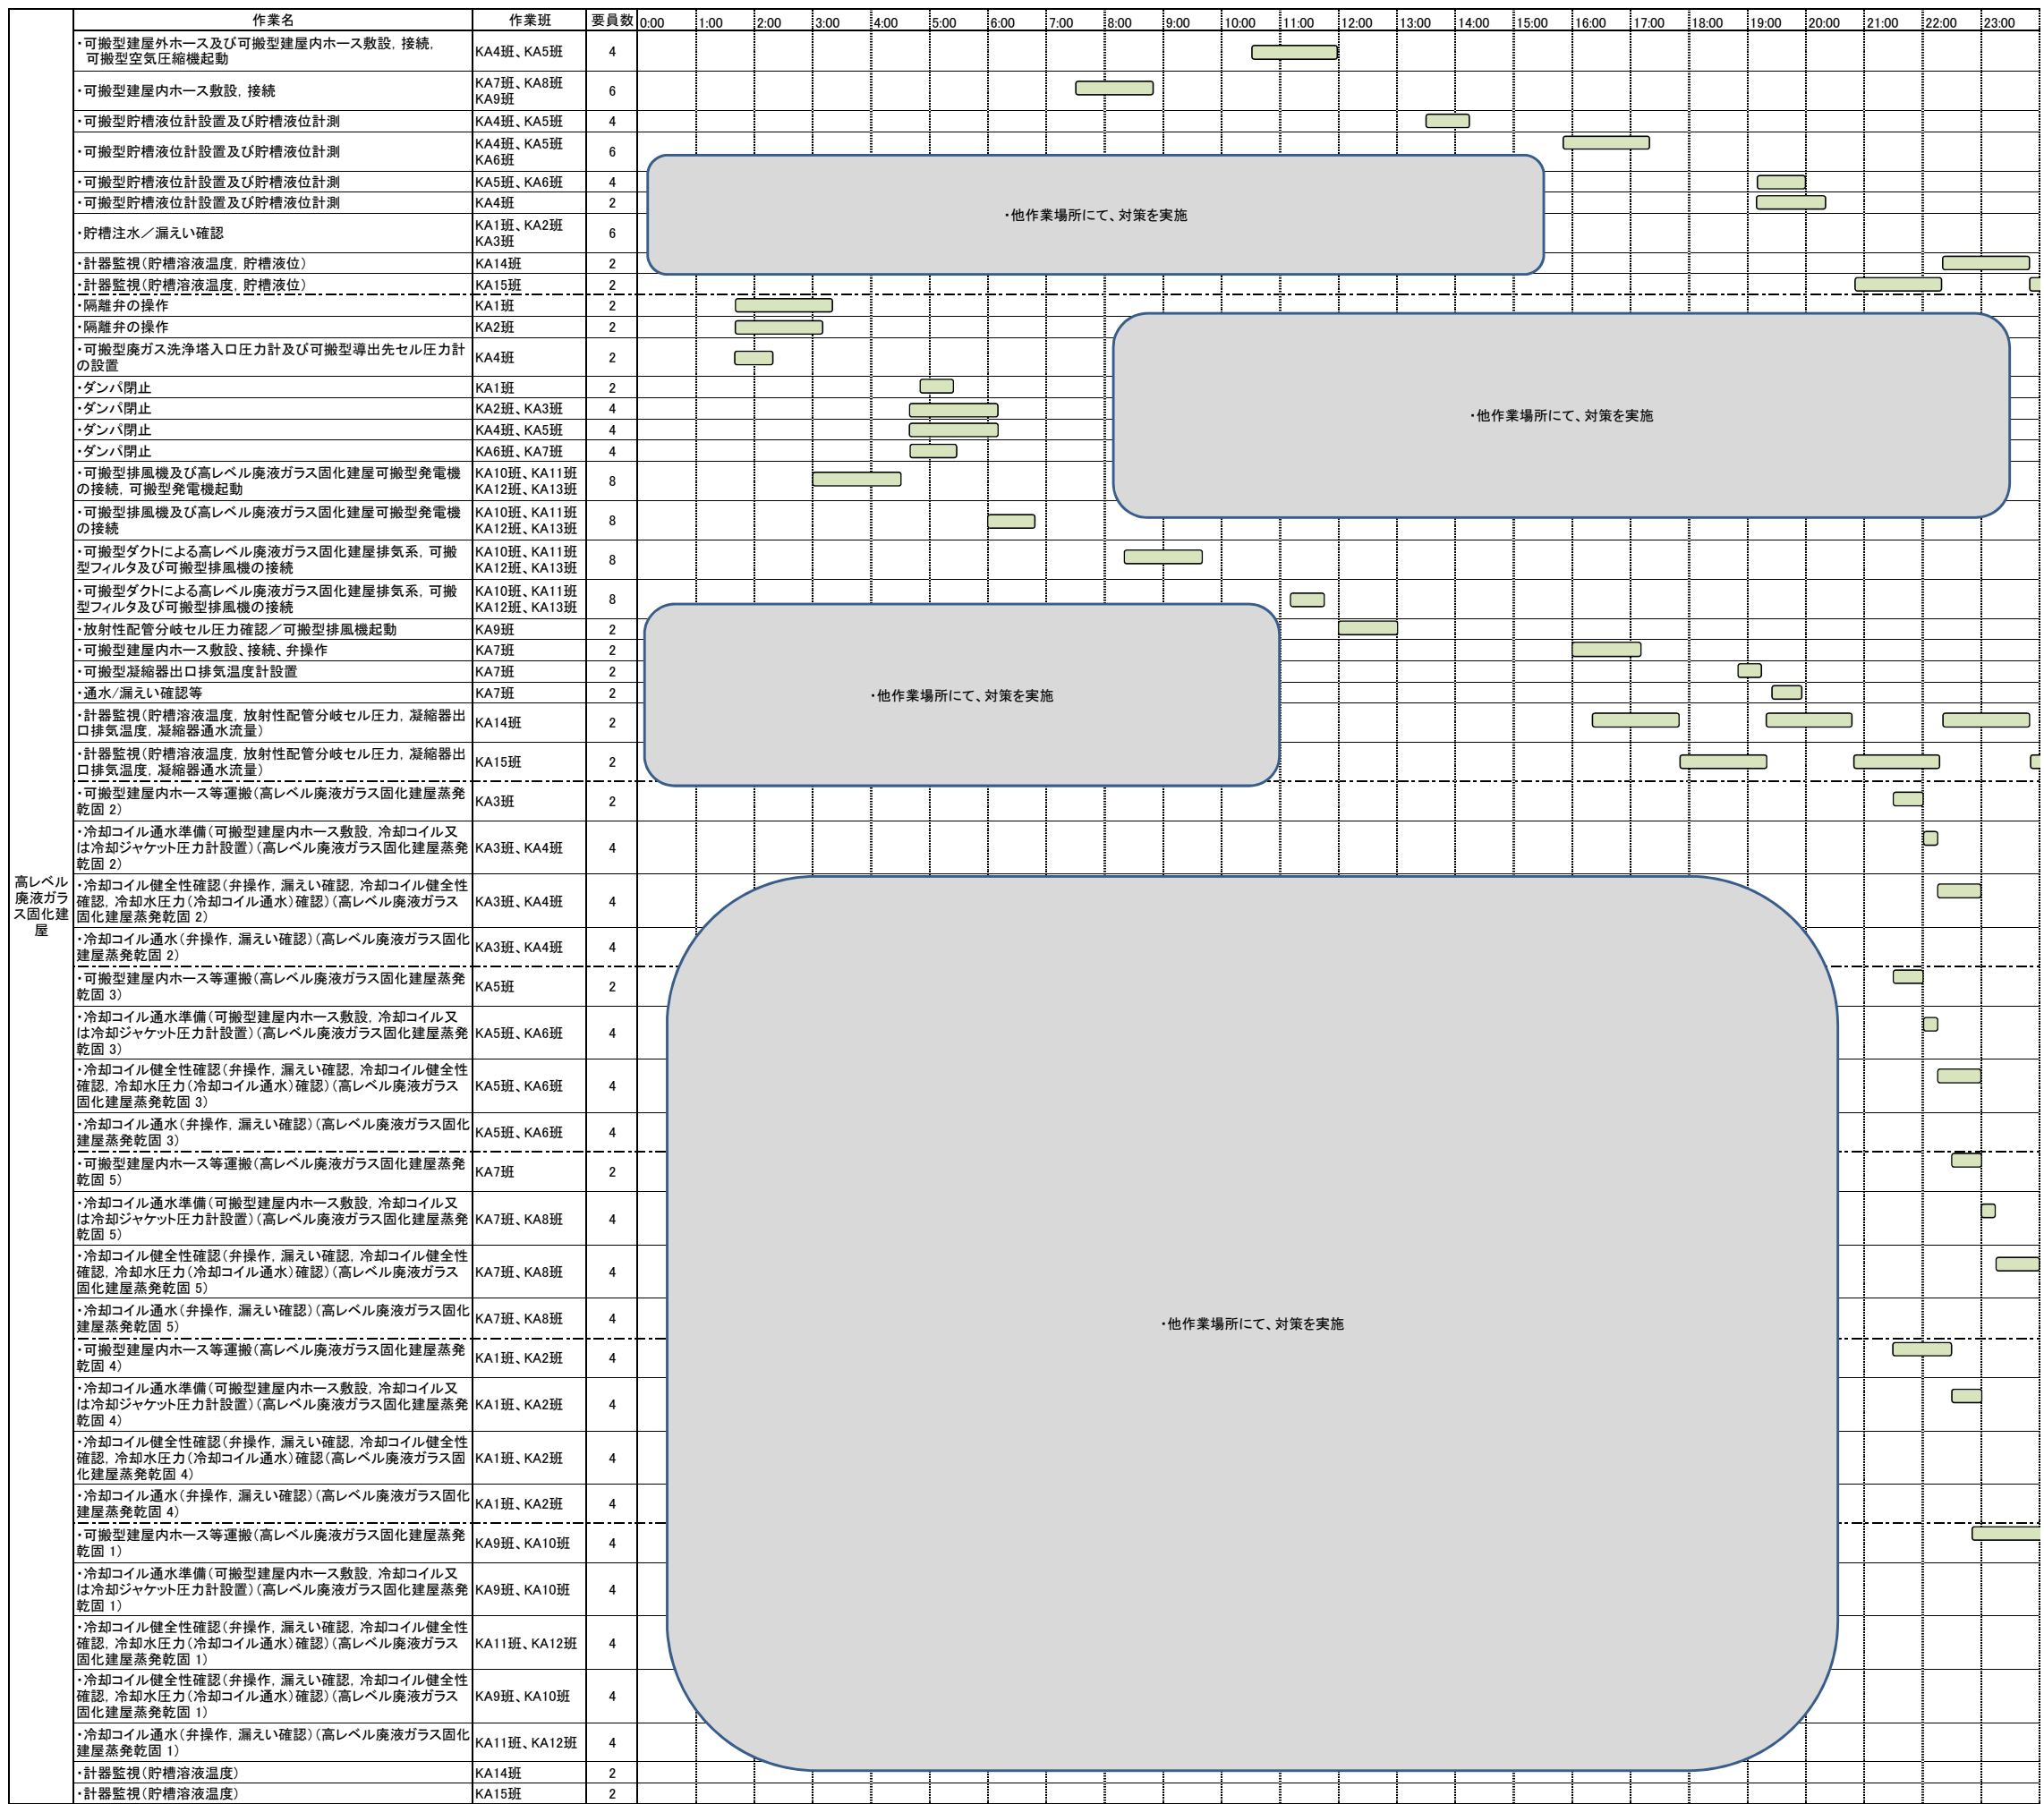 作業名 作業班 要員数 0:00 1:00 2:00 3:00 4:00 5:00 6:00 7:00 8:00 9:00 10:00 11:00 12:00 13:00 14:00 15:00 16:00 17:00 18:00 19:00 20:00 21:00 22:00 23:00
・可搬型建屋外ホース及び可搬型建屋内ホース敷設，接続，
可搬型空気圧縮機起動
KA4班、KA5班 4
・可搬型建屋内ホース敷設，接続
KA7班、KA8班
KA9班
6
・可搬型貯槽液位計設置及び貯槽液位計測 KA4班、KA5班 4
・可搬型貯槽液位計設置及び貯槽液位計測
KA4班、KA5班
KA6班
6
・可搬型貯槽液位計設置及び貯槽液位計測 KA5班、KA6班 4
・可搬型貯槽液位計設置及び貯槽液位計測 KA4班 2
・他作業場所にて、対策を実施
・貯槽注水／漏えい確認
KA1班、KA2班
KA3班
6
・計器監視（貯槽溶液温度，貯槽液位） KA14班 2
・計器監視（貯槽溶液温度，貯槽液位） KA15班 2
・隔離弁の操作 KA1班 2
・隔離弁の操作 KA2班 2
・可搬型廃ガス洗浄塔入口圧力計及び可搬型導出先セル圧力計
の設置
KA4班 2
・ダンパ閉止 KA1班 2
・ダンパ閉止 KA2班、KA3班 4
・他作業場所にて、対策を実施
・ダンパ閉止 KA4班、KA5班 4
・ダンパ閉止 KA6班、KA7班 4
・可搬型排風機及び高レベル廃液ガラス固化建屋可搬型発電機
の接続，可搬型発電機起動
KA10班、KA11班
KA12班、KA13班
8
・可搬型排風機及び高レベル廃液ガラス固化建屋可搬型発電機
の接続
KA10班、KA11班
KA12班、KA13班
8
・可搬型ダクトによる高レベル廃液ガラス固化建屋排気系，可搬
型フィルタ及び可搬型排風機の接続
KA10班、KA11班
KA12班、KA13班
8
・可搬型ダクトによる高レベル廃液ガラス固化建屋排気系，可搬
型フィルタ及び可搬型排風機の接続
KA10班、KA11班
KA12班、KA13班
8
・放射性配管分岐セル圧力確認／可搬型排風機起動 KA9班 2
・可搬型建屋内ホース敷設、接続、弁操作 KA7班 2
・可搬型凝縮器出口排気温度計設置 KA7班 2
・通水/漏えい確認等 KA7班 2
・他作業場所にて、対策を実施
・計器監視（貯槽溶液温度，放射性配管分岐セル圧力，凝縮器出
口排気温度，凝縮器通水流量）
KA14班 2
・計器監視（貯槽溶液温度，放射性配管分岐セル圧力，凝縮器出
口排気温度，凝縮器通水流量）
KA15班 2
・可搬型建屋内ホース等運搬（高レベル廃液ガラス固化建屋蒸発
乾固 2）
KA3班 2
・冷却コイル通水準備（可搬型建屋内ホース敷設，冷却コイル又
は冷却ジャケット圧力計設置）（高レベル廃液ガラス固化建屋蒸発
乾固 2）
KA3班、KA4班 4
高レベル
廃液ガラ
ス固化建
屋
・冷却コイル健全性確認（弁操作，漏えい確認，冷却コイル健全性
確認，冷却水圧力（冷却コイル通水）確認）（高レベル廃液ガラス
固化建屋蒸発乾固 2）
KA3班、KA4班 4
・冷却コイル通水（弁操作，漏えい確認）（高レベル廃液ガラス固化
建屋蒸発乾固 2）
KA3班、KA4班 4
・可搬型建屋内ホース等運搬（高レベル廃液ガラス固化建屋蒸発
乾固 3）
KA5班 2
・冷却コイル通水準備（可搬型建屋内ホース敷設，冷却コイル又
は冷却ジャケット圧力計設置）（高レベル廃液ガラス固化建屋蒸発
乾固 3）
KA5班、KA6班 4
・冷却コイル健全性確認（弁操作，漏えい確認，冷却コイル健全性
確認，冷却水圧力（冷却コイル通水）確認）（高レベル廃液ガラス
固化建屋蒸発乾固 3）
KA5班、KA6班 4
・冷却コイル通水（弁操作，漏えい確認）（高レベル廃液ガラス固化
建屋蒸発乾固 3）
KA5班、KA6班 4
・可搬型建屋内ホース等運搬（高レベル廃液ガラス固化建屋蒸発
乾固 5）
KA7班 2
・冷却コイル通水準備（可搬型建屋内ホース敷設，冷却コイル又
は冷却ジャケット圧力計設置）（高レベル廃液ガラス固化建屋蒸発
乾固 5）
KA7班、KA8班 4
・冷却コイル健全性確認（弁操作，漏えい確認，冷却コイル健全性
確認，冷却水圧力（冷却コイル通水）確認）（高レベル廃液ガラス
固化建屋蒸発乾固 5）
KA7班、KA8班 4
・冷却コイル通水（弁操作，漏えい確認）（高レベル廃液ガラス固化
建屋蒸発乾固 5）
KA7班、KA8班 4
・他作業場所にて、対策を実施
・可搬型建屋内ホース等運搬（高レベル廃液ガラス固化建屋蒸発
乾固 4）
KA1班、KA2班 4
・冷却コイル通水準備（可搬型建屋内ホース敷設，冷却コイル又
は冷却ジャケット圧力計設置）（高レベル廃液ガラス固化建屋蒸発
乾固 4）
KA1班、KA2班 4
・冷却コイル健全性確認（弁操作，漏えい確認，冷却コイル健全性
確認，冷却水圧力（冷却コイル通水）確認（高レベル廃液ガラス固
化建屋蒸発乾固 4）
KA1班、KA2班 4
・冷却コイル通水（弁操作，漏えい確認）（高レベル廃液ガラス固化
建屋蒸発乾固 4）
KA1班、KA2班 4
・可搬型建屋内ホース等運搬（高レベル廃液ガラス固化建屋蒸発
乾固 1）
KA9班、KA10班 4
・冷却コイル通水準備（可搬型建屋内ホース敷設，冷却コイル又
は冷却ジャケット圧力計設置）（高レベル廃液ガラス固化建屋蒸発
乾固 1）
KA9班、KA10班 4
・冷却コイル健全性確認（弁操作，漏えい確認，冷却コイル健全性
確認，冷却水圧力（冷却コイル通水）確認）（高レベル廃液ガラス
固化建屋蒸発乾固 1）
KA11班、KA12班 4
・冷却コイル健全性確認（弁操作，漏えい確認，冷却コイル健全性
確認，冷却水圧力（冷却コイル通水）確認）（高レベル廃液ガラス
固化建屋蒸発乾固 1）
KA9班、KA10班 4
・冷却コイル通水（弁操作，漏えい確認）（高レベル廃液ガラス固化
建屋蒸発乾固 1）
KA11班、KA12班 4
・計器監視（貯槽溶液温度） KA14班 2
・計器監視（貯槽溶液温度） KA15班 2